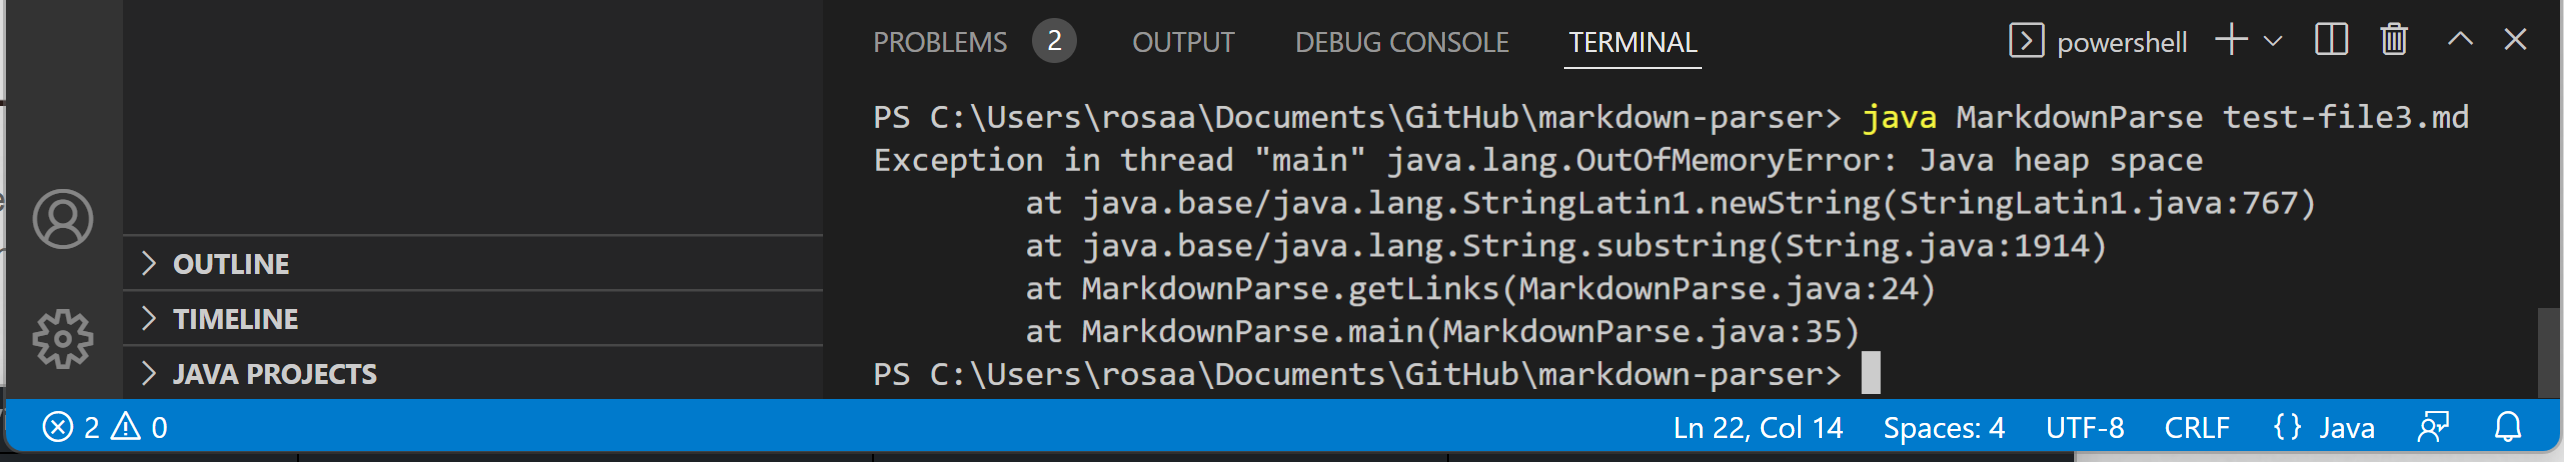 PROBLEMS 2 OUTPUT DEBUG CONSOLE TERMINAL powershell
PS C:\Users\rosaa\Documents\GitHub\markdown-parser> java MarkdownParse test-file3.md
Exception in thread "main" java.lang.OutOfMemoryError: Java heap space
at java.base/java.lang.StringLatin1.newString(StringLatin1.java:767)
at java.base/java.lang.String.substring(String.java:1914)
at MarkdownParse.getLinks(MarkdownParse.java:24)
at MarkdownParse.main(MarkdownParse.java:35)
PS C:\Users\rosaa\Documents\GitHub\markdown-parser>
OUTLINE
TIMELINE
JAVA PROJECTS
2 0 Ln 22, Col 14 Spaces: 4 UTF-8 CRLF {} Java